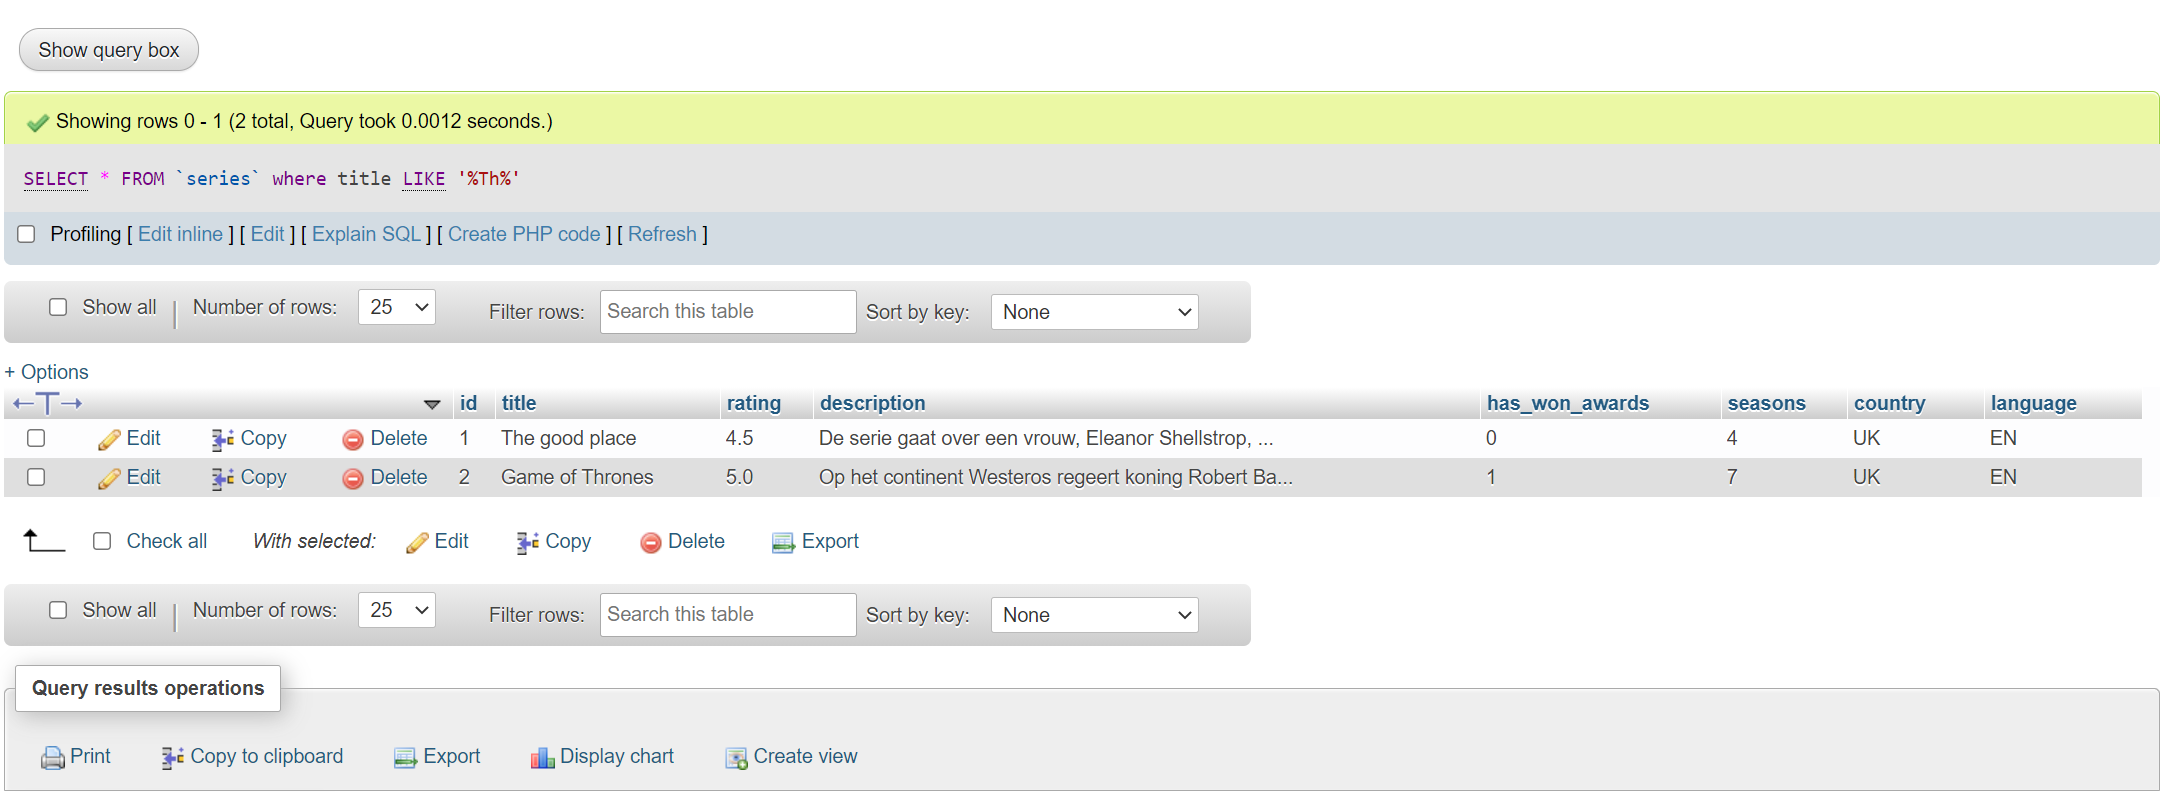 Show query box
Showing rows 0 - 1 (2 total, Query took 0.0012 seconds.)
SELECT * FROM `series` where title LIKE '%Th%'
Profiling [ Edit inline ] [ Edit ] [ Explain SQL ] [ Create PHP code ] [ Refresh ]
Show all | Number of rows: 25 Filter rows: Search this table Sort by key: None
+ Options
←T→ id title rating description has_won_awards seasons country language
Edit Copy Delete 1 The good place 4.5 De serie gaat over een vrouw, Eleanor Shellstrop, ... 0 4 UK EN
Edit Copy Delete 2 Game of Thrones 5.0 Op het continent Westeros regeert koning Robert Ba... 1 7 UK EN
Check all With selected: Edit Copy Delete Export
Show all | Number of rows: 25 Filter rows: Search this table Sort by key: None
Query results operations
Print Copy to clipboard Export Display chart Create view